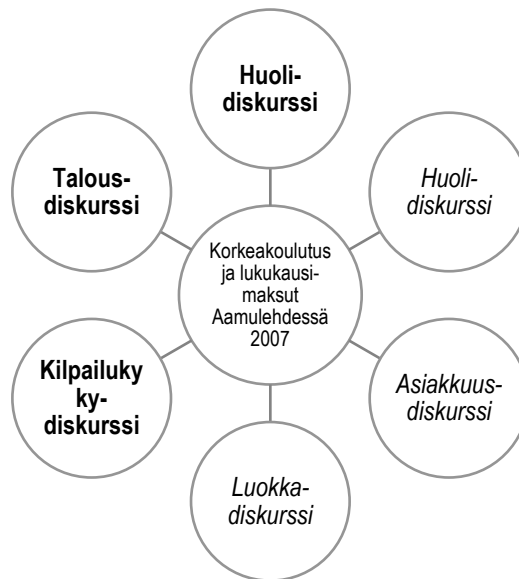 Huoli-
diskurssi
Talous-
diskurssi
Huoli-
diskurssi
Korkeakoulutus
ja lukukausi-
maksut
Aamulehdessä
2007
Kilpailuky
ky-
diskurssi
Asiakkuus-
diskurssi
Luokka-
diskurssi